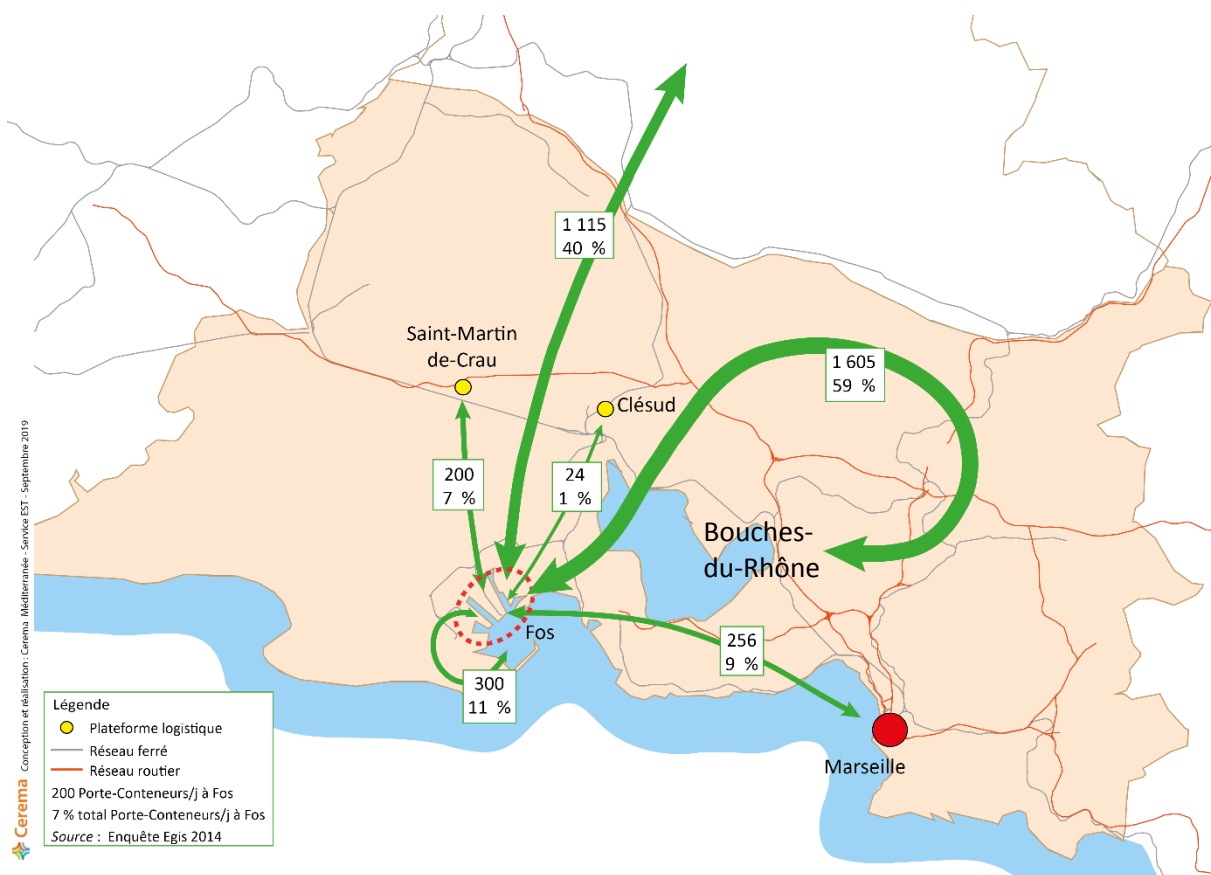 1 115
40 %
Saint-Martin
de-Crau
1 605
59 %
Clésud
200
7 %
24
1 %
Bouches-
du-Rhône
Fos
256
9 %
300
11 %
Marseille
Légende
Plateforme logistique
Réseau ferré
Réseau routier
200 Porte-Conteneurs/j à Fos
7 % total Porte-Conteneurs/j à Fos
Source : Enquête Egis 2014
Cerema Conception et réalisation : Cerema Méditerranée - Service EST - Septembre 2019